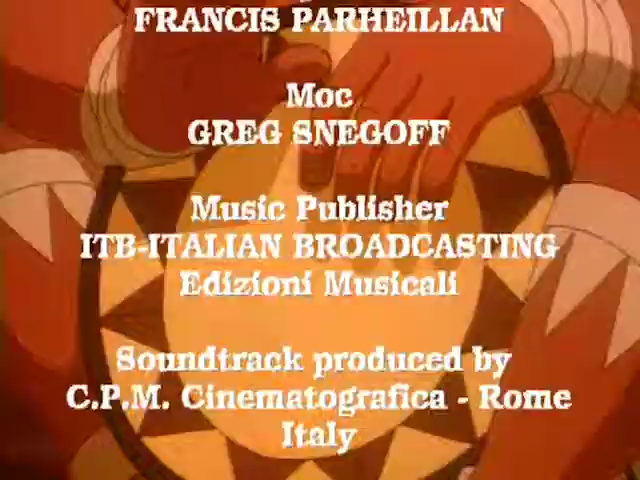 FRANCIS PARHEILLAN
Moc
GREG SNEGOFF
Music Publisher
ITB-ITALIAN BROADCASTING
Edizioni Musicali
Soundtrack produced by
C.P.M. Cinematografica - Rome
Italy